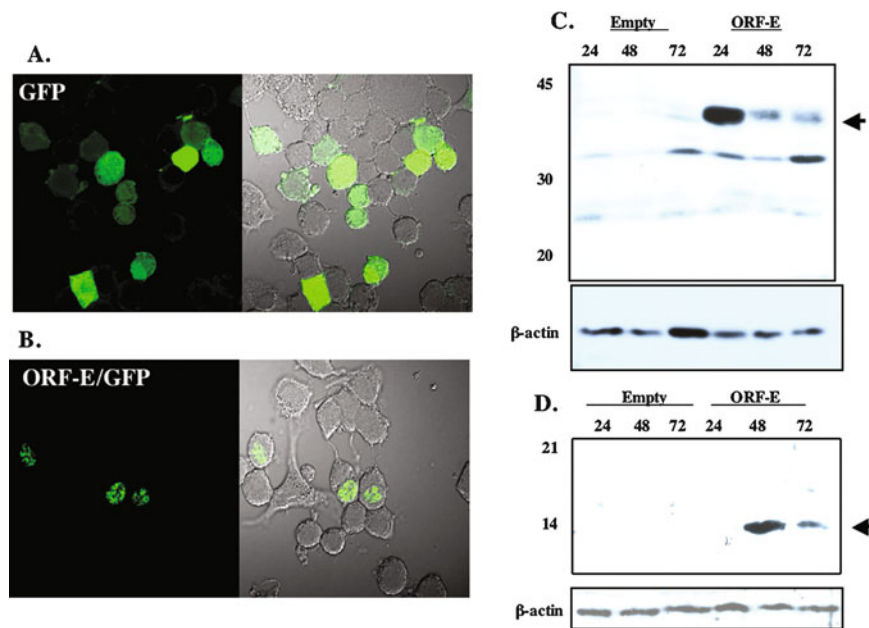 A.
GFP
B.
ORF-E/GFP
C.
Empty ORF-E
24 48 72 24 48 72
45
30
20
β-actin
D.
Empty ORF-E
24 48 72 24 48 72
21
14
β-actin